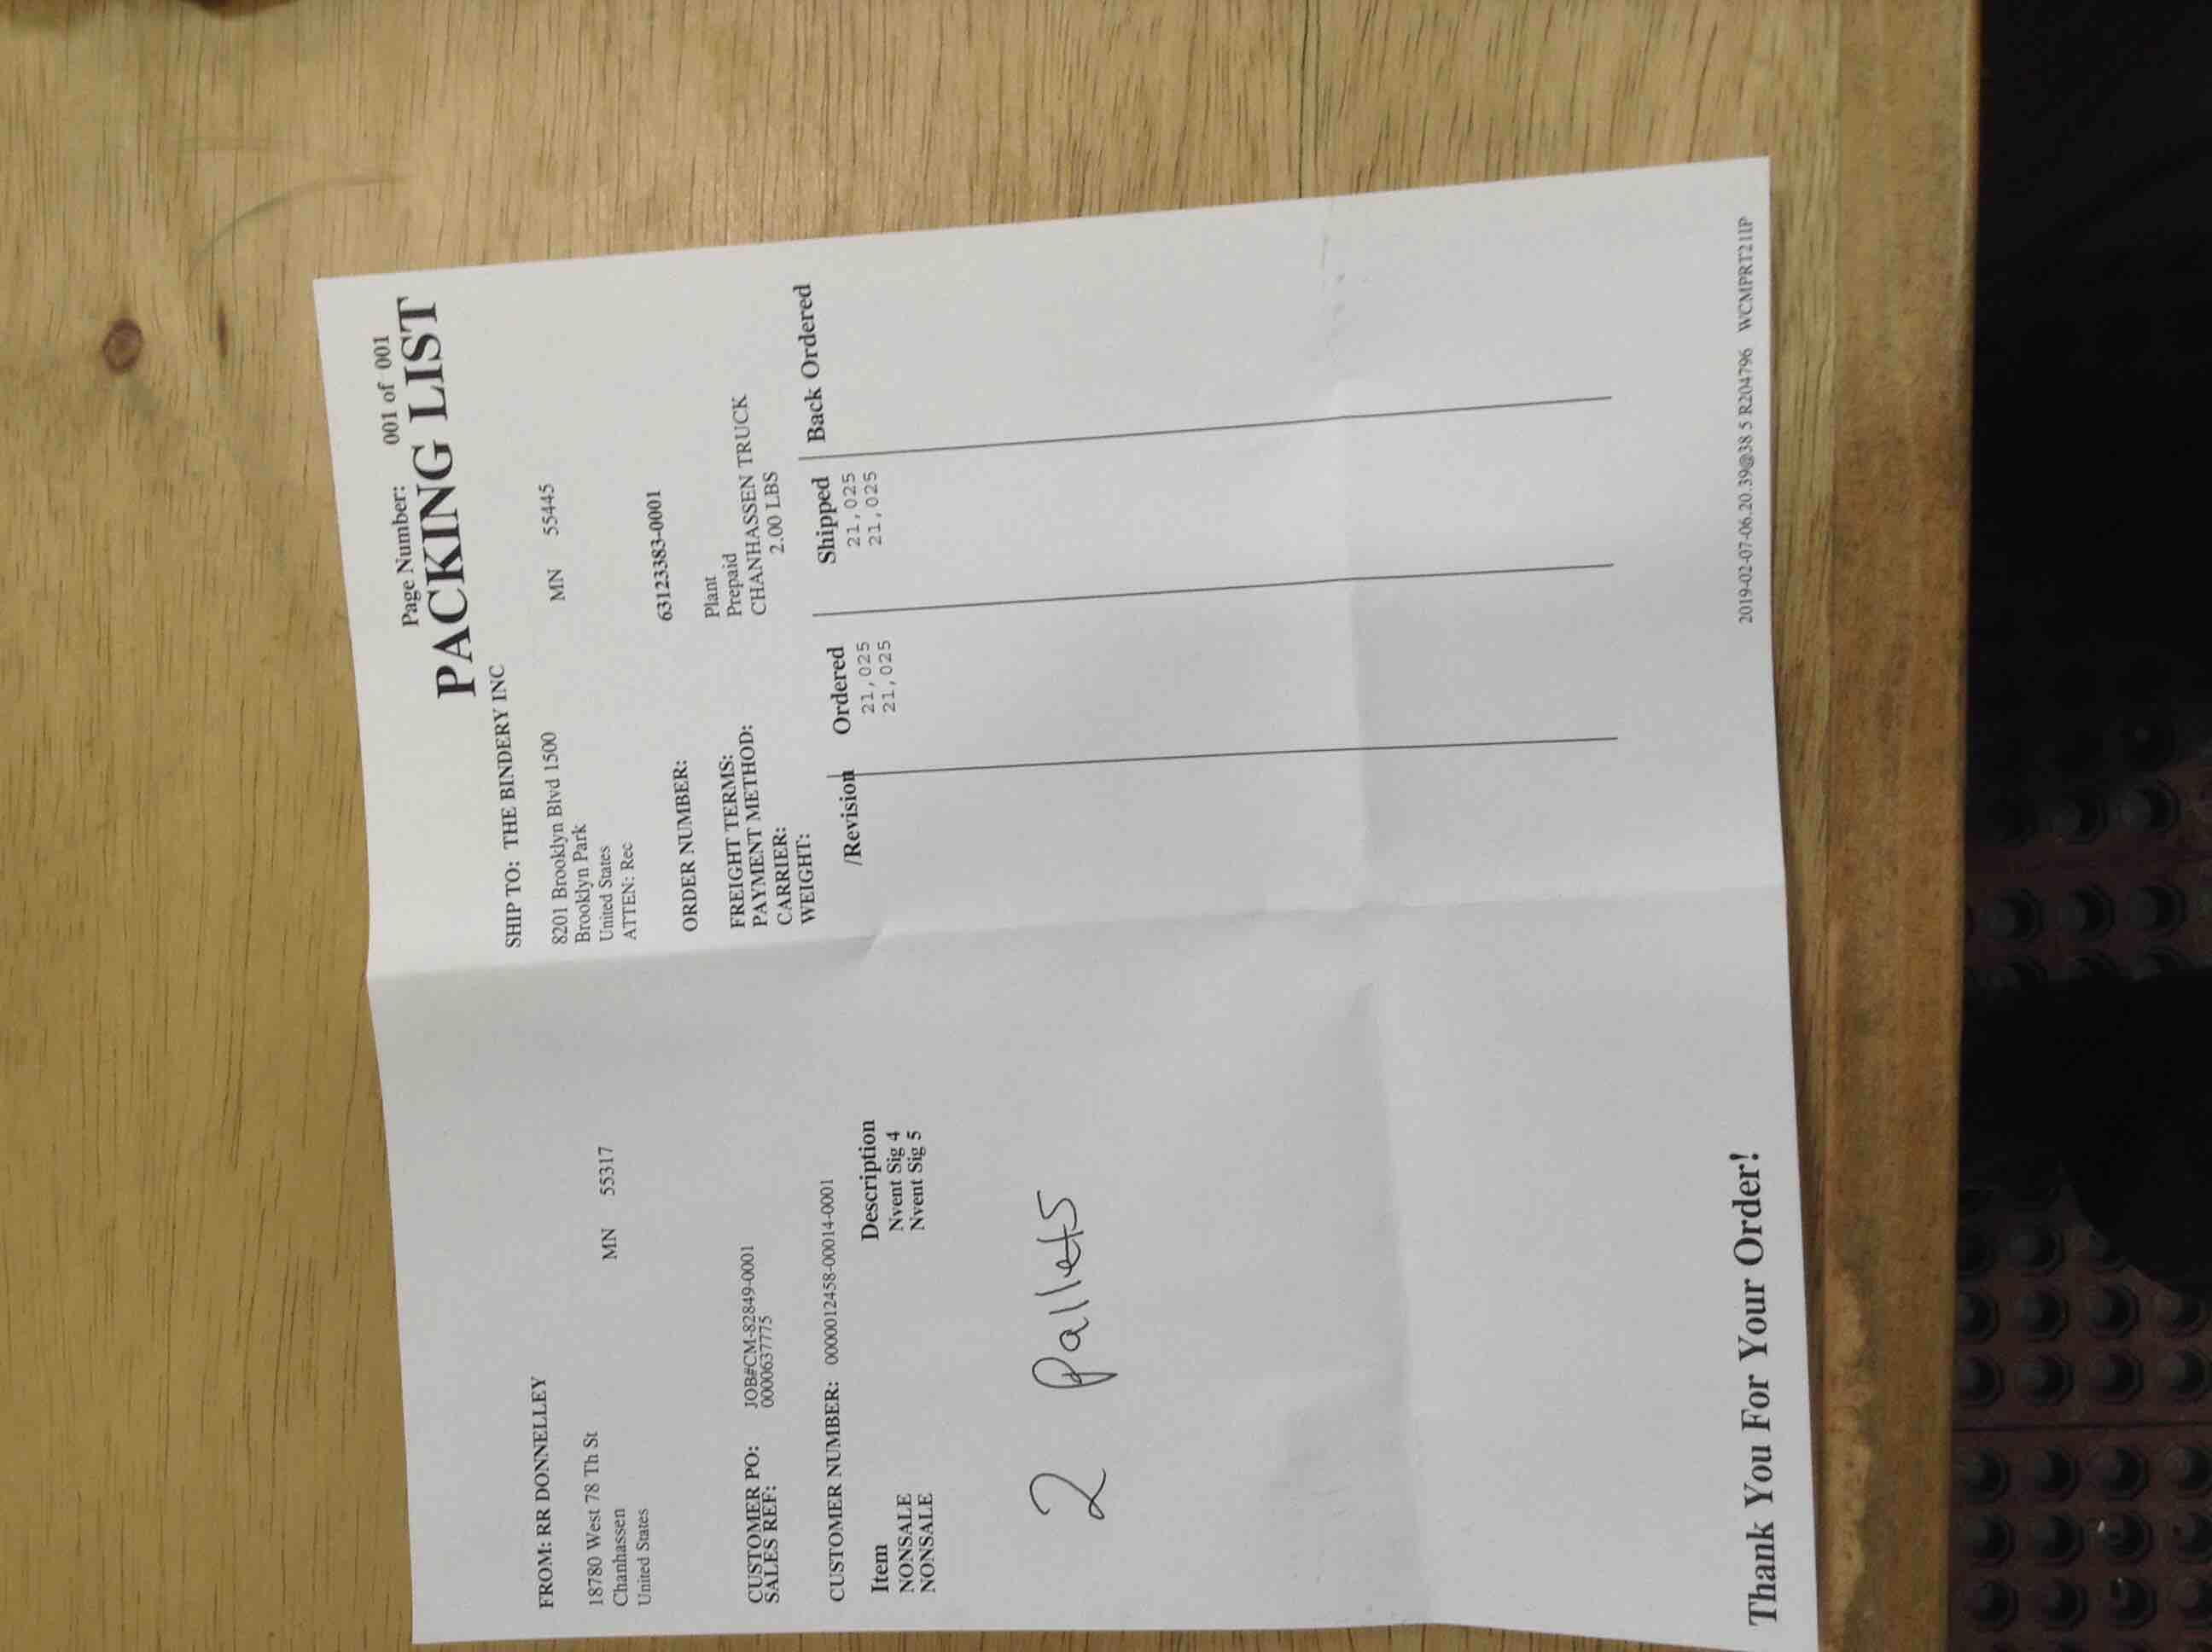 Page Number: 001 of 001
PACKING LIST
FROM: RR DONNELLEY
18780 West 78 Th St
Chanhassen MN 55317
United States
SHIP TO: THE BINDERY INC
8201 Brooklyn Blvd 1500
Brooklyn Park MN 55445
United States
ATTEN: Rec
CUSTOMER PO: JOB#CM-82849-0001
SALES REF: 0000637775
CUSTOMER NUMBER: 0000012458-00014-0001
ORDER NUMBER: 63123383-0001
FREIGHT TERMS: Plant
PAYMENT METHOD: Prepaid
CARRIER: CHANHASSEN TRUCK
WEIGHT: 2.00 LBS
Item Description /Revision Ordered Shipped Back Ordered
NONSALE Nvent Sig 4 21,025 21,025
NONSALE Nvent Sig 5 21,025 21,025
2 Pallets
Thank You For Your Order!
2019-02-07-06.20.39@38 5 R204796 WCMPRT211P